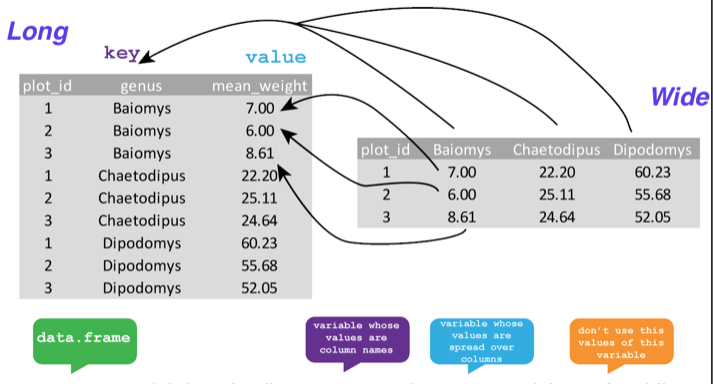 Long
key
value
plot_id genus mean_weight
1 Baiomys 7.00
2 Baiomys 6.00
3 Baiomys 8.61
1 Chaetodipus 22.20
2 Chaetodipus 25.11
3 Chaetodipus 24.64
1 Dipodomys 60.23
2 Dipodomys 55.68
3 Dipodomys 52.05
Wide
plot_id Baiomys Chaetodipus Dipodomys
1 7.00 22.20 60.23
2 6.00 25.11 55.68
3 8.61 24.64 52.05
data.frame
variable whose
values are
column names
variable whose
values are
spread over
columns
don't use this
values of this
variable